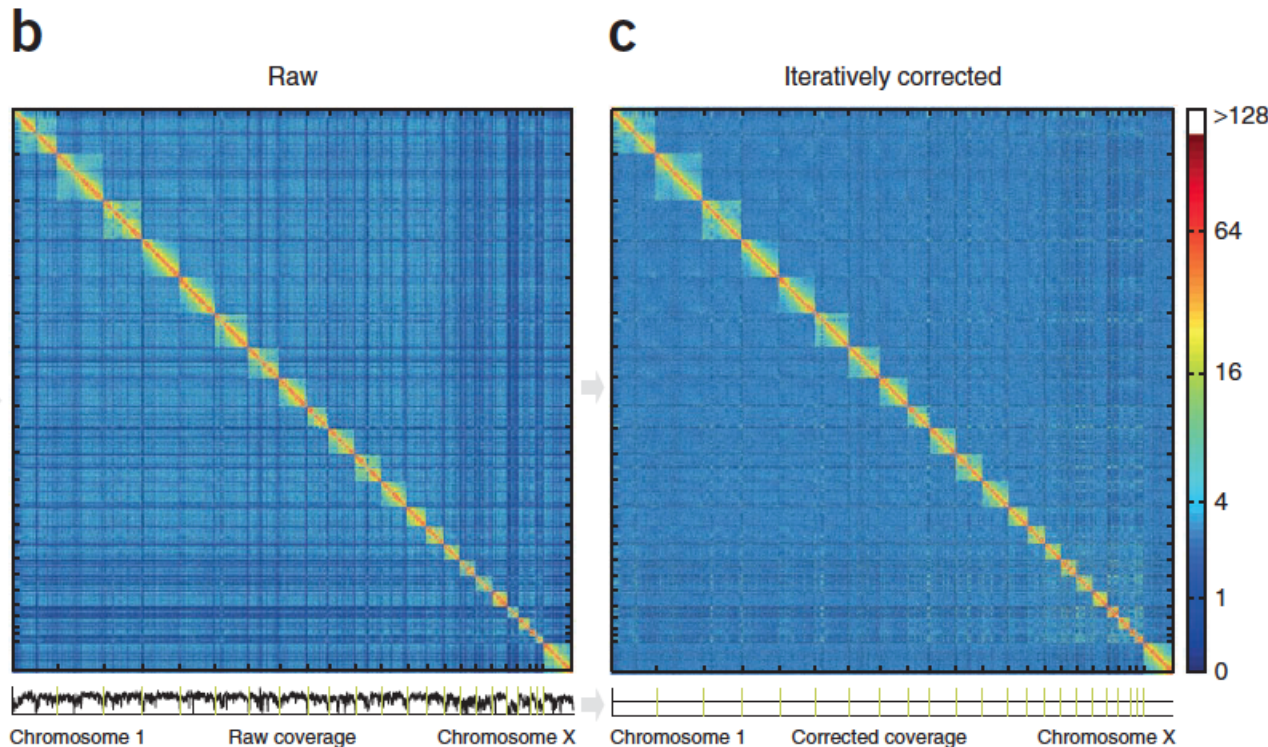 b
Raw
c
Iteratively corrected
>128
64
16
4
1
0
Chromosome 1 Raw coverage Chromosome X
Chromosome 1 Corrected coverage Chromosome X